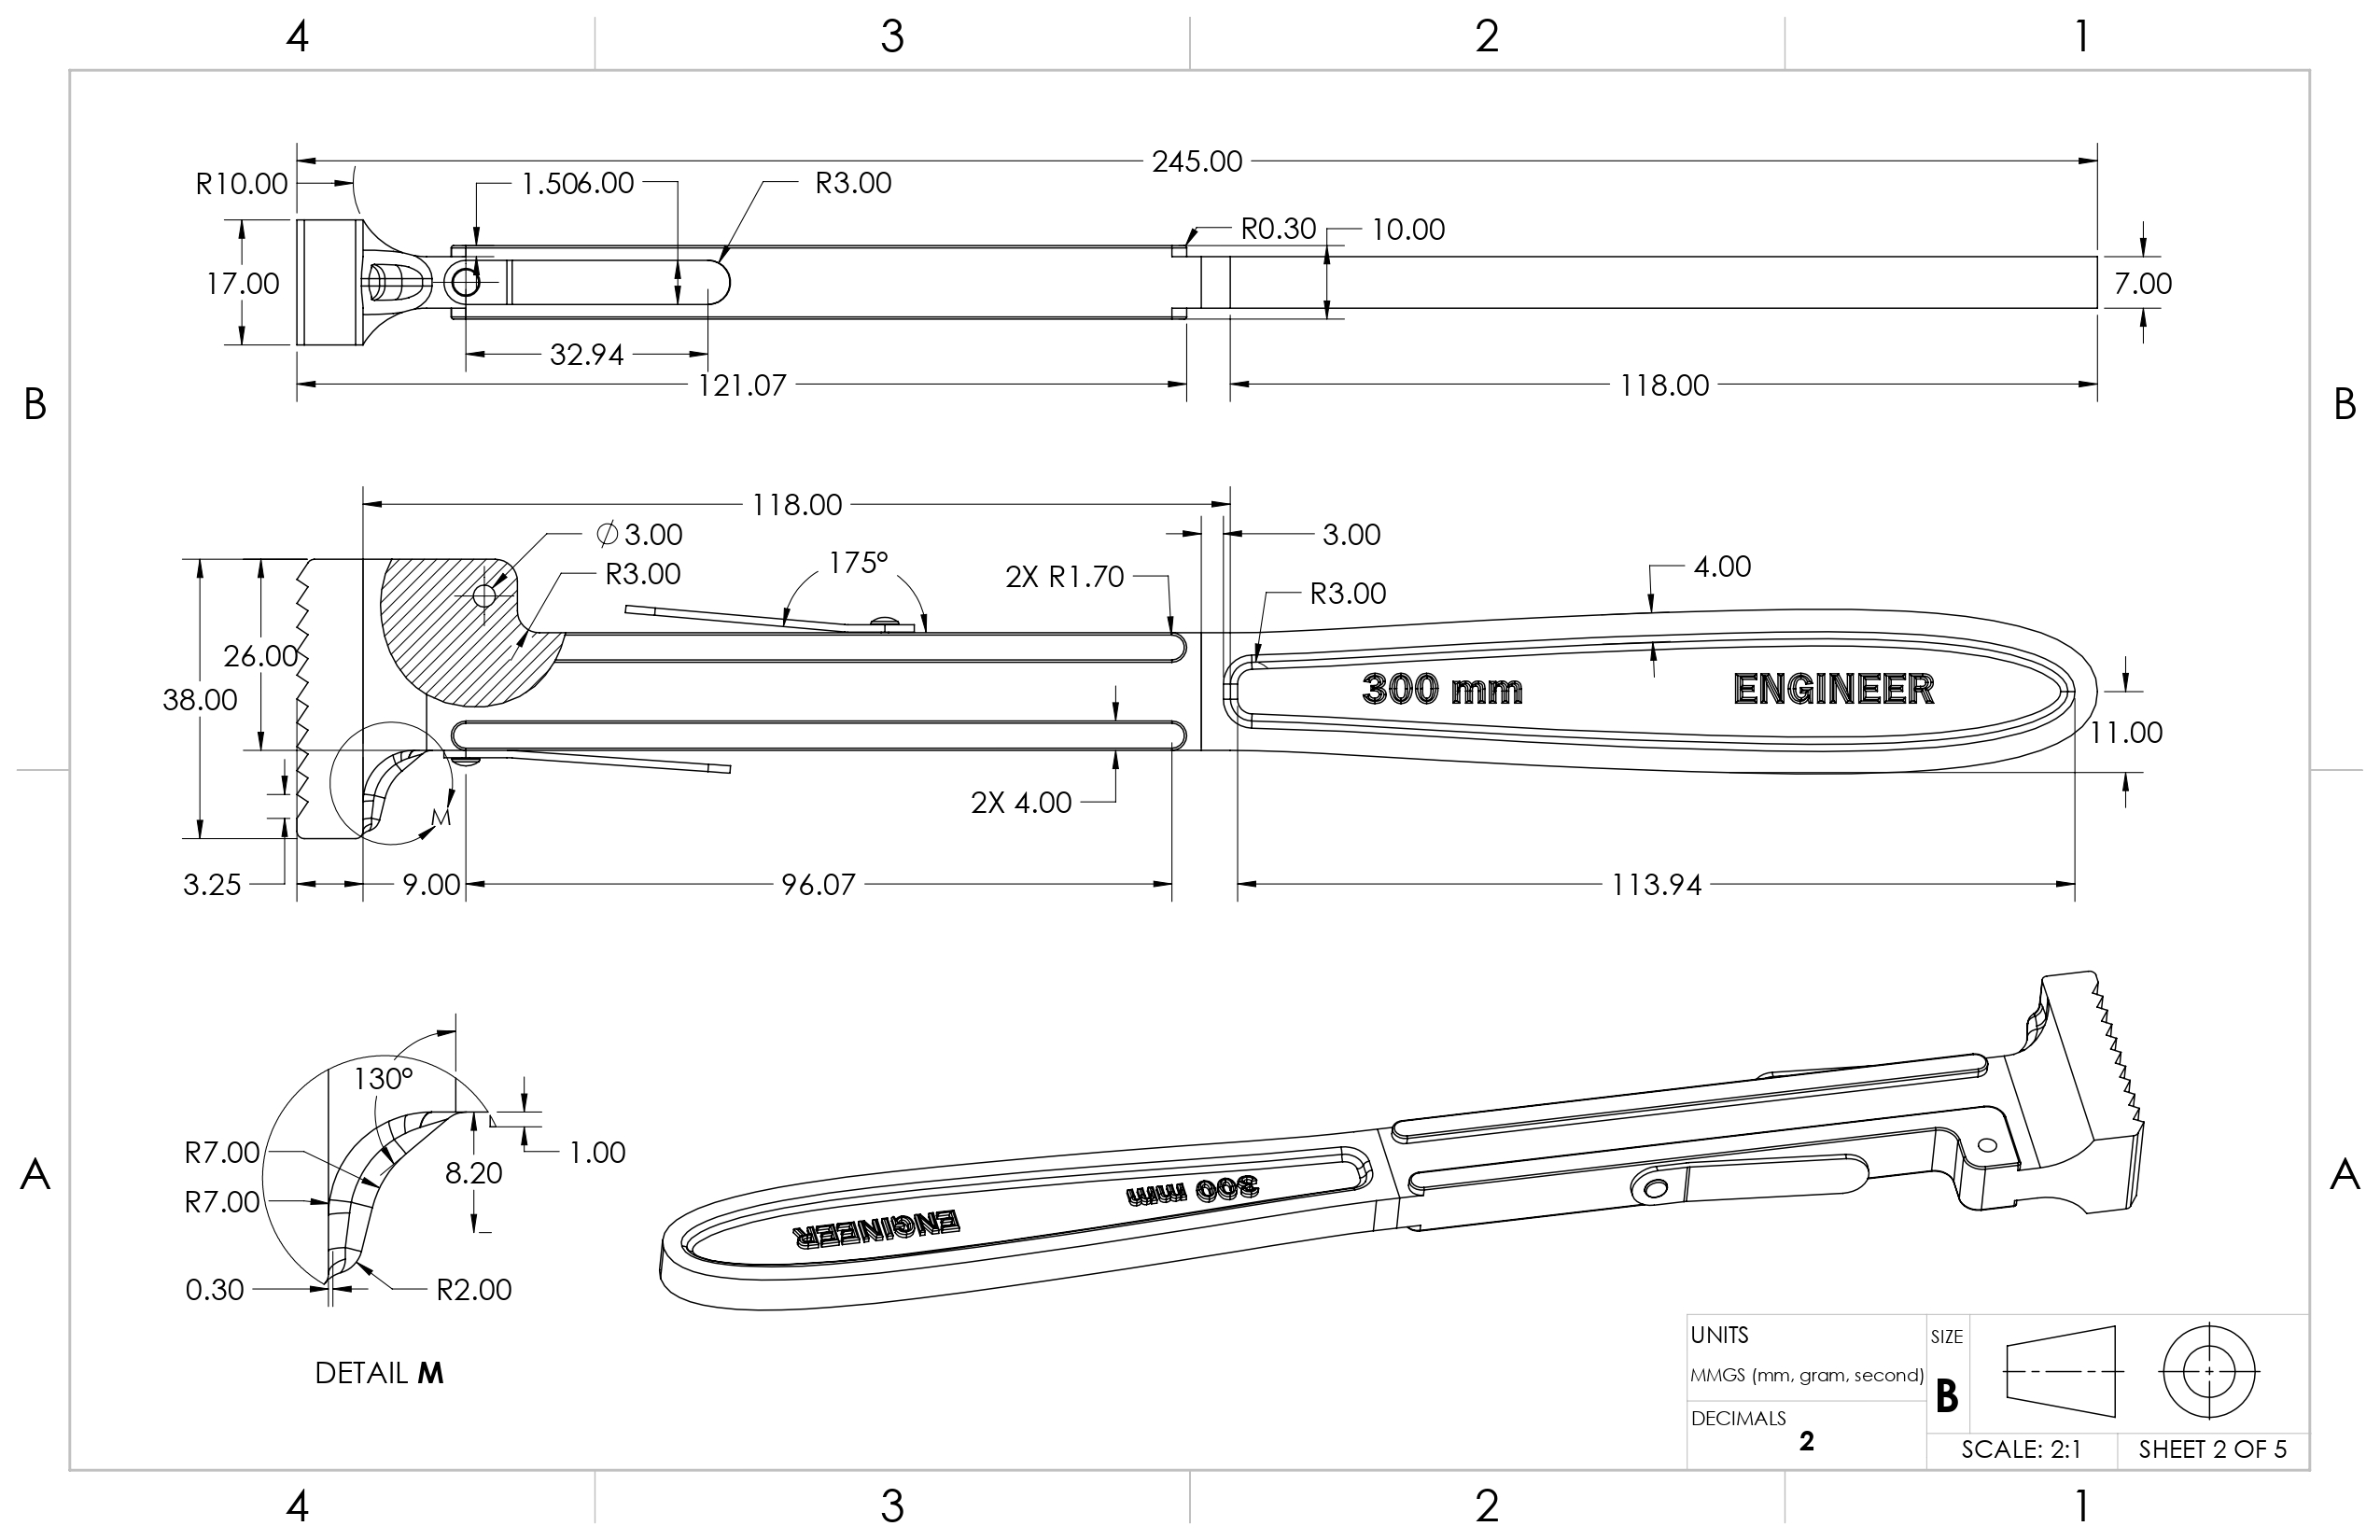 4 3 2 1
245.00
R10.00 1.506.00 R3.00
R0.30 10.00
17.00 7.00
32.94
121.07 118.00
B B
118.00
Ø 3.00 3.00
175° 4.00
R3.00 2X R1.70
R3.00
26.00
300 mm ENGINEER
38.00
11.00
2X 4.00
M
3.25 9.00 96.07 113.94
130°
R7.00 1.00
8.20
A A
R7.00
300 mm
ENGINEER
0.30 R2.00
DETAIL M
UNITS SIZE
MMGS (mm, gram, second)
B
DECIMALS
2
SCALE: 2:1 SHEET 2 OF 5
4 3 2 1